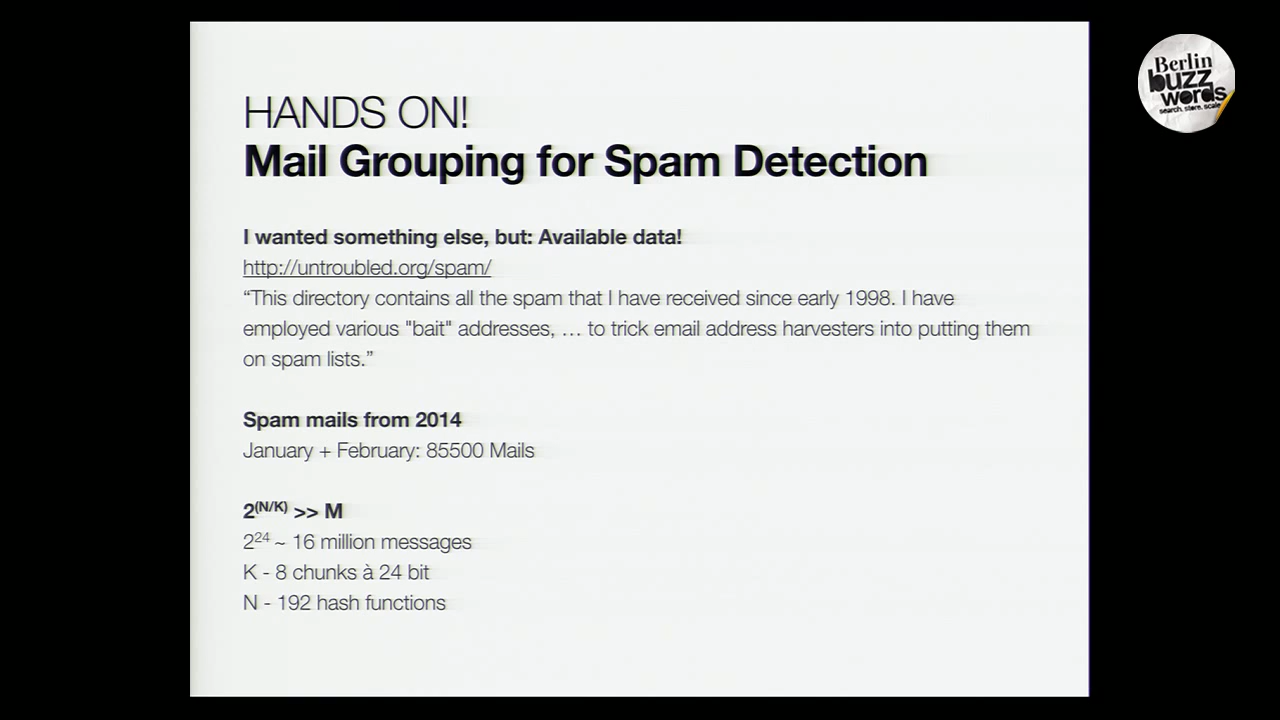 HANDS ON!
Mail Grouping for Spam Detection
I wanted something else, but: Available data!
http://untroubled.org/spam/
“This directory contains all the spam that I have received since early 1998. I have
employed various "bait" addresses, … to trick email address harvesters into putting them
on spam lists.”
Spam mails from 2014
January + February: 85500 Mails
2⁽ᴺ/ᴷ⁾ >> M
2²⁴ ~ 16 million messages
K - 8 chunks à 24 bit
N - 192 hash functions
Berlin
buzz
words
search. store. scale.